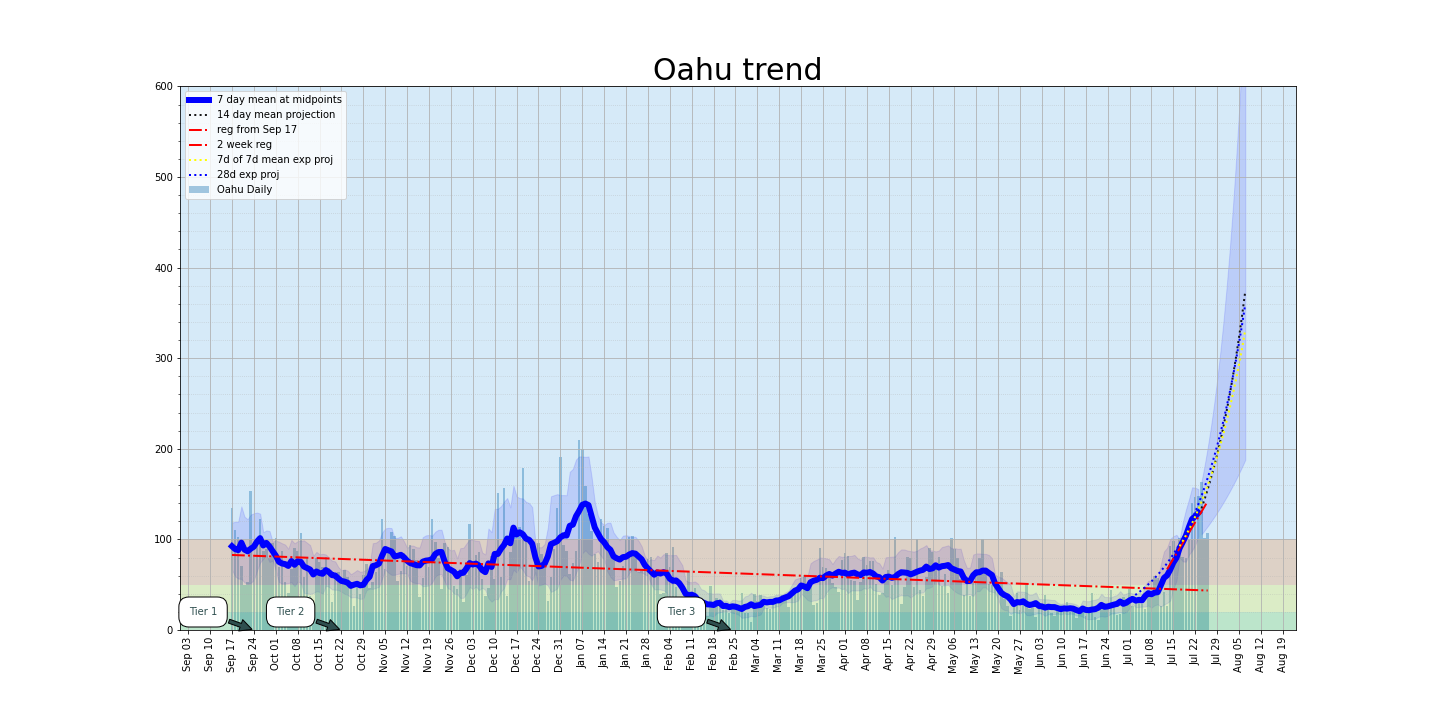 Oahu trend
600
500
400
300
200
100
0
7 day mean at midpoints
14 day mean projection
reg from Sep 17
2 week reg
7d of 7d mean exp proj
28d exp proj
Oahu Daily
Tier 1
Tier 2
Tier 3
Sep 03
Sep 10
Sep 17
Sep 24
Oct 01
Oct 08
Oct 15
Oct 22
Oct 29
Nov 05
Nov 12
Nov 19
Nov 26
Dec 03
Dec 10
Dec 17
Dec 24
Dec 31
Jan 07
Jan 14
Jan 21
Jan 28
Feb 04
Feb 11
Feb 18
Feb 25
Mar 04
Mar 11
Mar 18
Mar 25
Apr 01
Apr 08
Apr 15
Apr 22
Apr 29
May 06
May 13
May 20
May 27
Jun 03
Jun 10
Jun 17
Jun 24
Jul 01
Jul 08
Jul 15
Jul 22
Jul 29
Aug 05
Aug 12
Aug 19